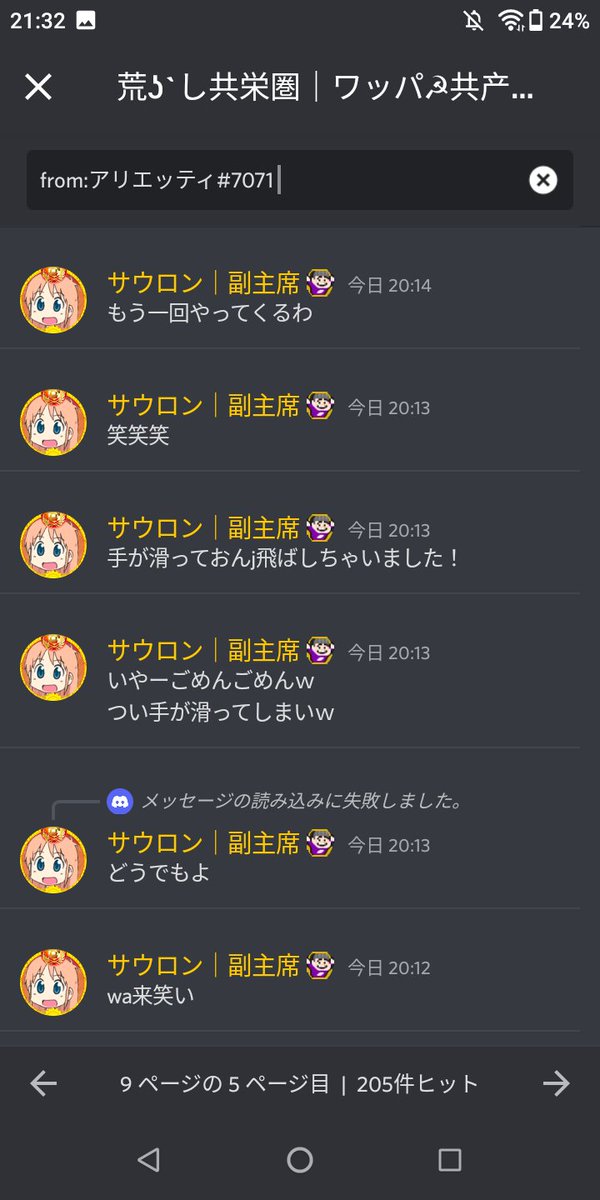 21:32
24%
荒ʖ˺し共栄圏｜ワッパ☭共产...
from:アリエッティ#7071
サウロン｜副主席 今日 20:14
もう一回やってくるわ
サウロン｜副主席 今日 20:13
笑笑笑
サウロン｜副主席 今日 20:13
手が滑っておんj飛ばしちゃいました！
サウロン｜副主席 今日 20:13
いやーごめんごめんｗ
つい手が滑ってしまいｗ
メッセージの読み込みに失敗しました。
サウロン｜副主席 今日 20:13
どうでもよ
サウロン｜副主席 今日 20:12
wa来笑い
9 ページの 5 ページ目 | 205件ヒット